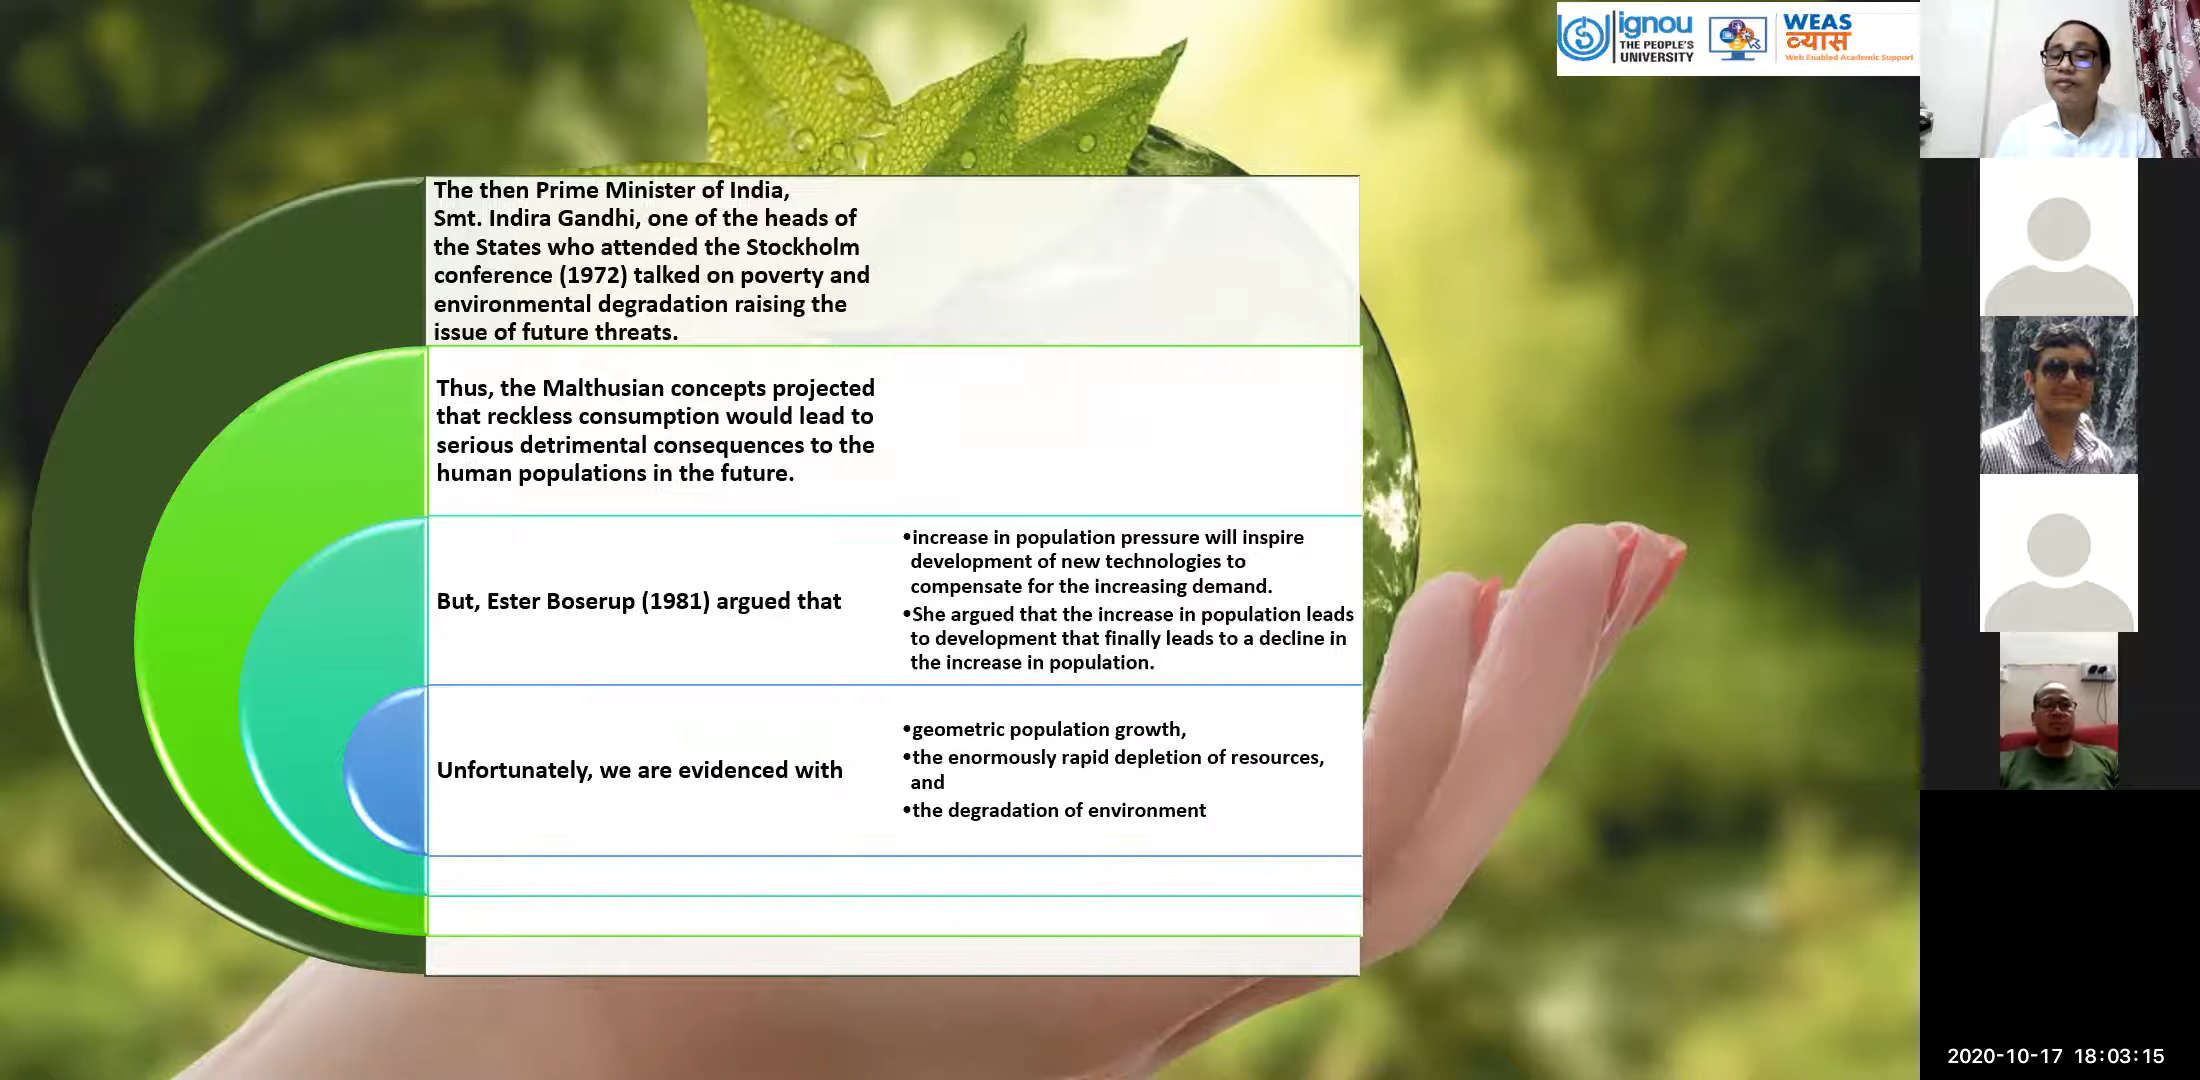 ignou
THE PEOPLE'S
UNIVERSITY
WEAS
व्यास
Web Enabled Academic Support
The then Prime Minister of India,
Smt. Indira Gandhi, one of the heads of
the States who attended the Stockholm
conference (1972) talked on poverty and
environmental degradation raising the
issue of future threats.
Thus, the Malthusian concepts projected
that reckless consumption would lead to
serious detrimental consequences to the
human populations in the future.
But, Ester Boserup (1981) argued that
•increase in population pressure will inspire
development of new technologies to
compensate for the increasing demand.
•She argued that the increase in population leads
to development that finally leads to a decline in
the increase in population.
Unfortunately, we are evidenced with
•geometric population growth,
•the enormously rapid depletion of resources,
and
•the degradation of environment
2020-10-17 18:03:15